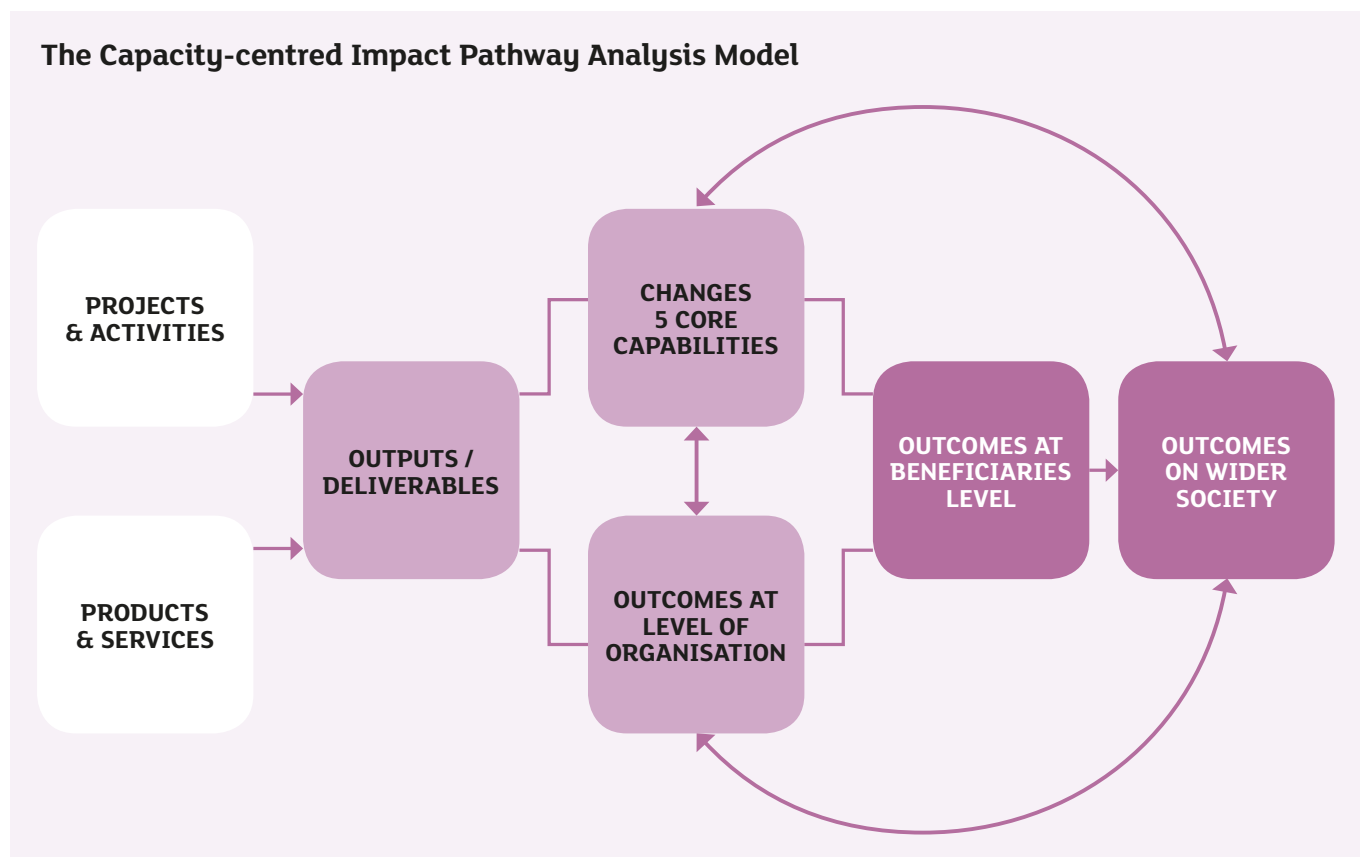 The Capacity-centred Impact Pathway Analysis Model
PROJECTS
& ACTIVITIES
PRODUCTS
& SERVICES
OUTPUTS /
DELIVERABLES
CHANGES
5 CORE
CAPABILITIES
OUTCOMES AT
LEVEL OF
ORGANISATION
OUTCOMES AT
BENEFICIARIES
LEVEL
OUTCOMES
ON WIDER
SOCIETY